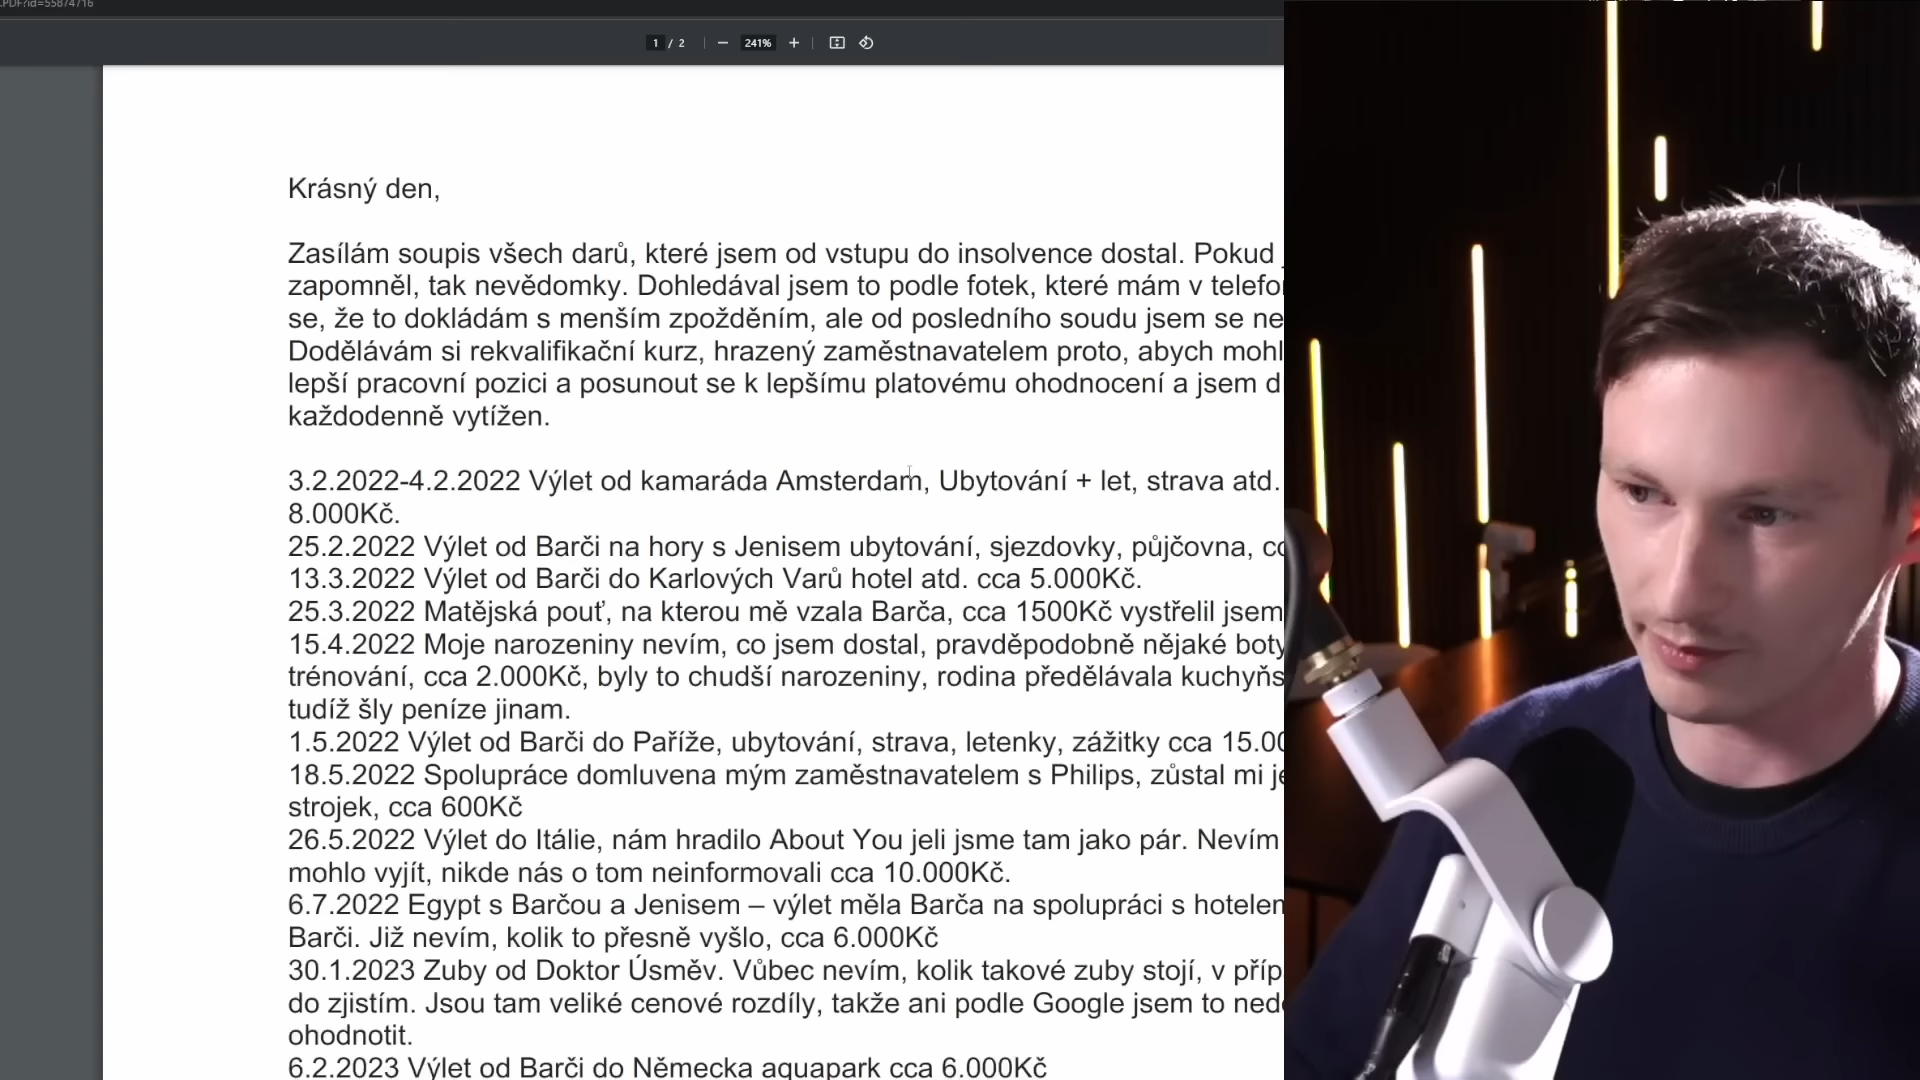 .PDF?id=55874716
1 / 2 241%
Krásný den,
Zasílám soupis všech darů, které jsem od vstupu do insolvence dostal. Pokud
zapomněl, tak nevědomky. Dohledával jsem to podle fotek, které mám v
se, že to dokládám s menším zpožděním, ale od posledního soudu jsem se
Dodělávám si rekvalifikační kurz, hrazený zaměstnavatelem proto, abych
lepší pracovní pozici a posunout se k lepšímu platovému ohodnocení a jsem
každodenně vytížen.
3.2.2022-4.2.2022 Výlet od kamaráda Amsterdam, Ubytování + let, strava atd.
8.000Kč.
25.2.2022 Výlet od Barči na hory s Jenisem ubytování, sjezdovky, půjčovna,
13.3.2022 Výlet od Barči do Karlových Varů hotel atd. cca 5.000Kč.
25.3.2022 Matějská pouť, na kterou mě vzala Barča, cca 1500Kč vystřelil jsem
15.4.2022 Moje narozeniny nevím, co jsem dostal, pravděpodobně nějaké boty
trénování, cca 2.000Kč, byly to chudší narozeniny, rodina předělávala
tudíž šly peníze jinam.
1.5.2022 Výlet od Barči do Paříže, ubytování, strava, letenky, zážitky cca
18.5.2022 Spolupráce domluvena mým zaměstnavatelem s Philips, zůstal mi
strojek, cca 600Kč
26.5.2022 Výlet do Itálie, nám hradilo About You jeli jsme tam jako pár. Nevím
mohlo vyjít, nikde nás o tom neinformovali cca 10.000Kč.
6.7.2022 Egypt s Barčou a Jenisem – výlet měla Barča na spolupráci s
Barči. Již nevím, kolik to přesně vyšlo, cca 6.000Kč
30.1.2023 Zuby od Doktor Úsměv. Vůbec nevím, kolik takové zuby stojí, v
do zjistím. Jsou tam veliké cenové rozdíly, takže ani podle Google jsem to
ohodnotit.
6.2.2023 Výlet od Barči do Německa aquapark cca 6.000Kč